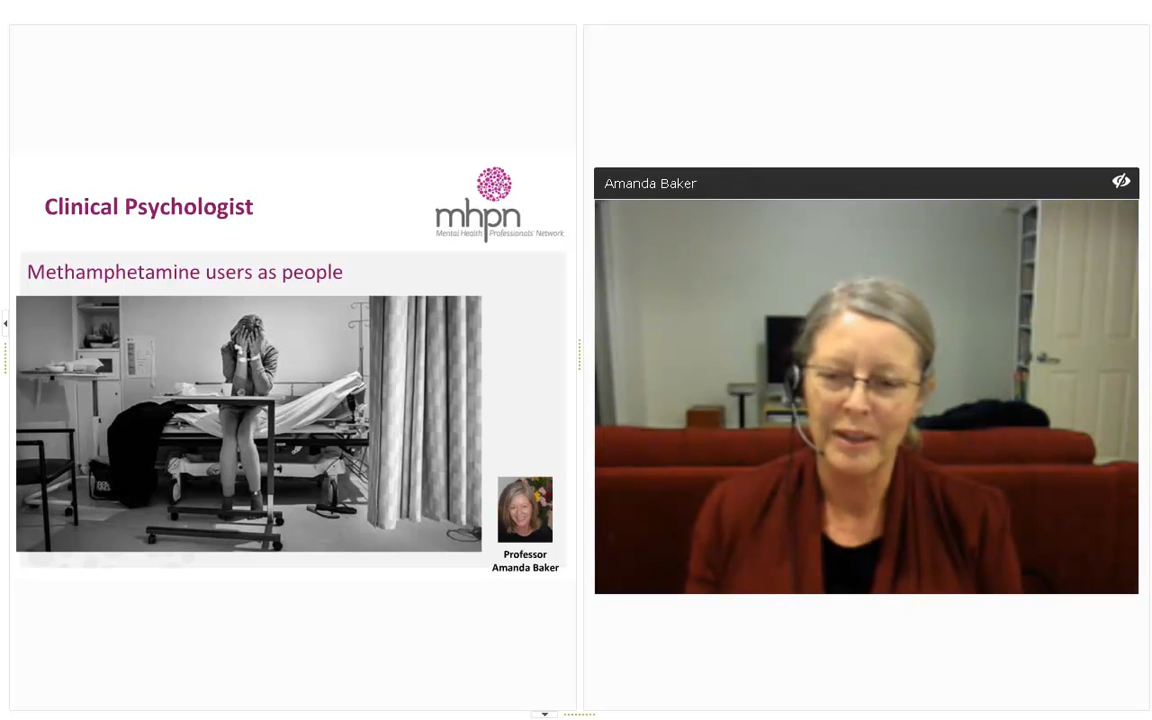 Clinical Psychologist
mhpn
Mental Health Professionals' Network
Methamphetamine users as people
Professor
Amanda Baker
Amanda Baker